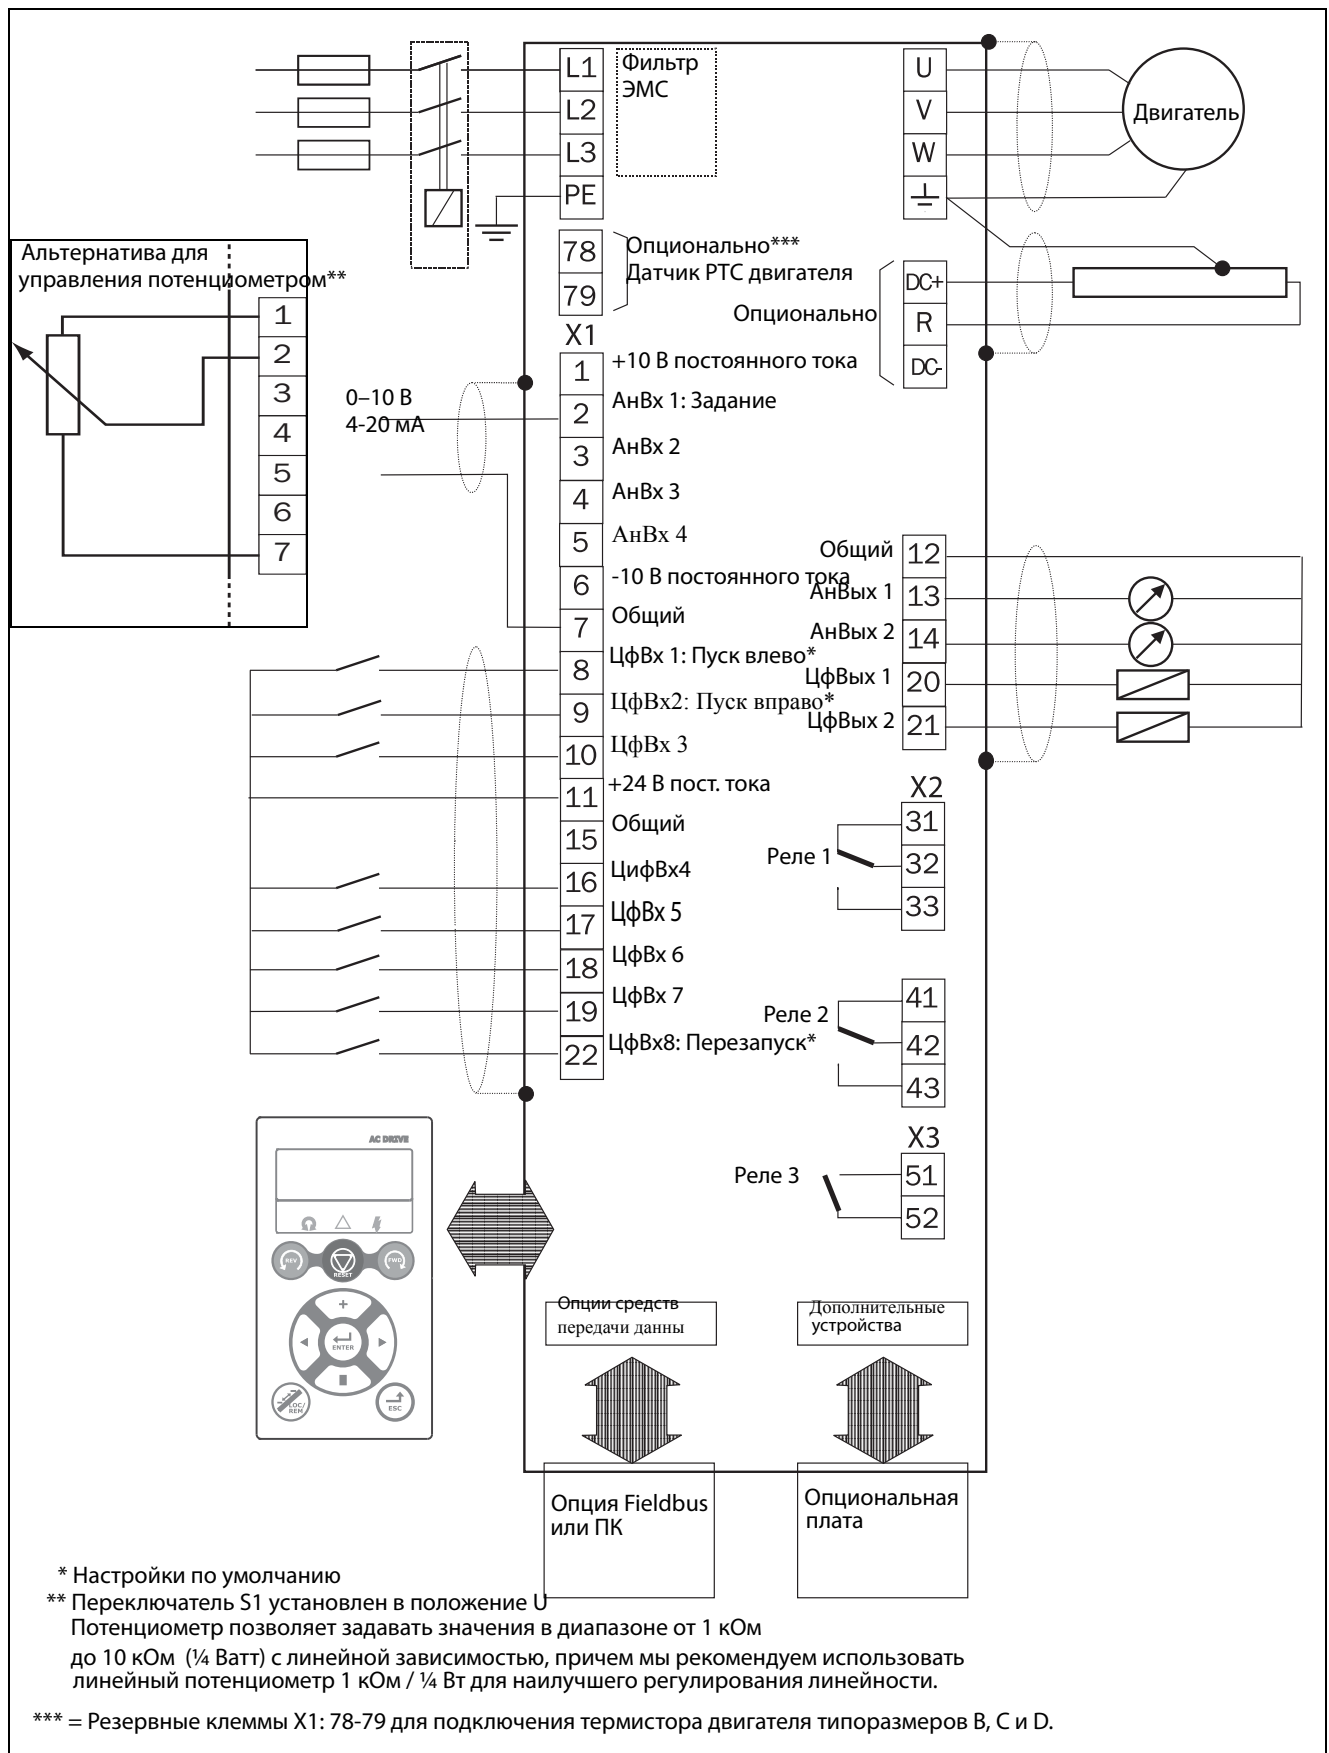 L1
L2
L3
PE
Фильтр
ЭМС
U
V
W
Двигатель
Альтернатива для
управления потенциометром**
1
2
3
4
5
6
7
78
79
Опционально***
Датчик PTC двигателя
Опционально
DC+
R
DC-
X1
0–10 В
4-20 мА
1 +10 В постоянного тока
2 АнВх 1: Задание
3 АнВх 2
4 АнВх 3
5 АнВх 4
6 -10 В постоянного тока
7 Общий
8 ЦфВх 1: Пуск влево*
9 ЦфВх2: Пуск вправо*
10 ЦфВх 3
11 +24 В пост. тока
15 Общий
16 ЦифВх4
17 ЦфВх 5
18 ЦфВх 6
19 ЦфВх 7
22 ЦфВх8: Перезапуск*
Общий 12
АнВых 1 13
АнВых 2 14
ЦфВых 1 20
ЦфВых 2 21
X2
Реле 1
31
32
33
Реле 2
41
42
43
X3
Реле 3
51
52
AC DRIVE
REV
RESET
FWD
+
ENTER
LOC/
REM
ESC
Опции средств
передачи данны
Дополнительные
устройства
Опция Fieldbus
или ПК
Опциональная
плата
* Настройки по умолчанию
** Переключатель S1 установлен в положение U
Потенциометр позволяет задавать значения в диапазоне от 1 кОм
до 10 кОм (¼ Ватт) с линейной зависимостью, причем мы рекомендуем использовать
линейный потенциометр 1 кОм / ¼ Вт для наилучшего регулирования линейности.
*** = Резервные клеммы X1: 78-79 для подключения термистора двигателя типоразмеров B, C и D.